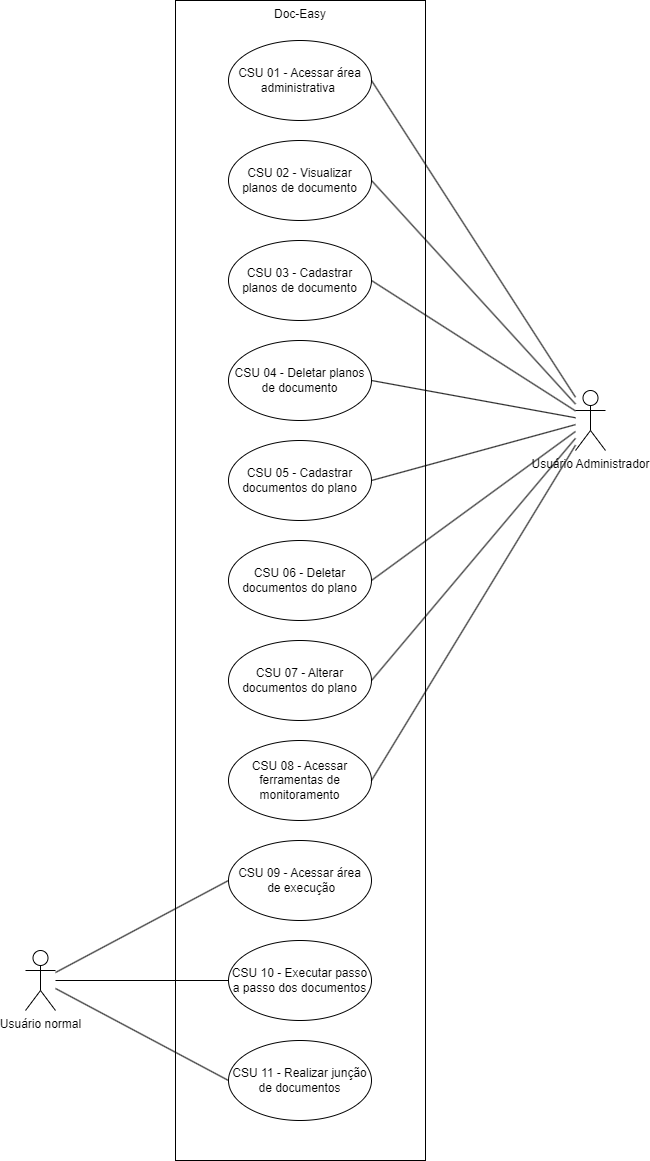 Doc-Easy
CSU 01 - Acessar área
administrativa
CSU 02 - Visualizar
planos de documento
CSU 03 - Cadastrar
planos de documento
CSU 04 - Deletar planos
de documento
Usuário Administrador
CSU 05 - Cadastrar
documentos do plano
CSU 06 - Deletar
documentos do plano
CSU 07 - Alterar
documentos do plano
CSU 08 - Acessar
ferramentas de
monitoramento
CSU 09 - Acessar área
de execução
CSU 10 - Executar passo
a passo dos documentos
Usuário normal
CSU 11 - Realizar junção
de documentos